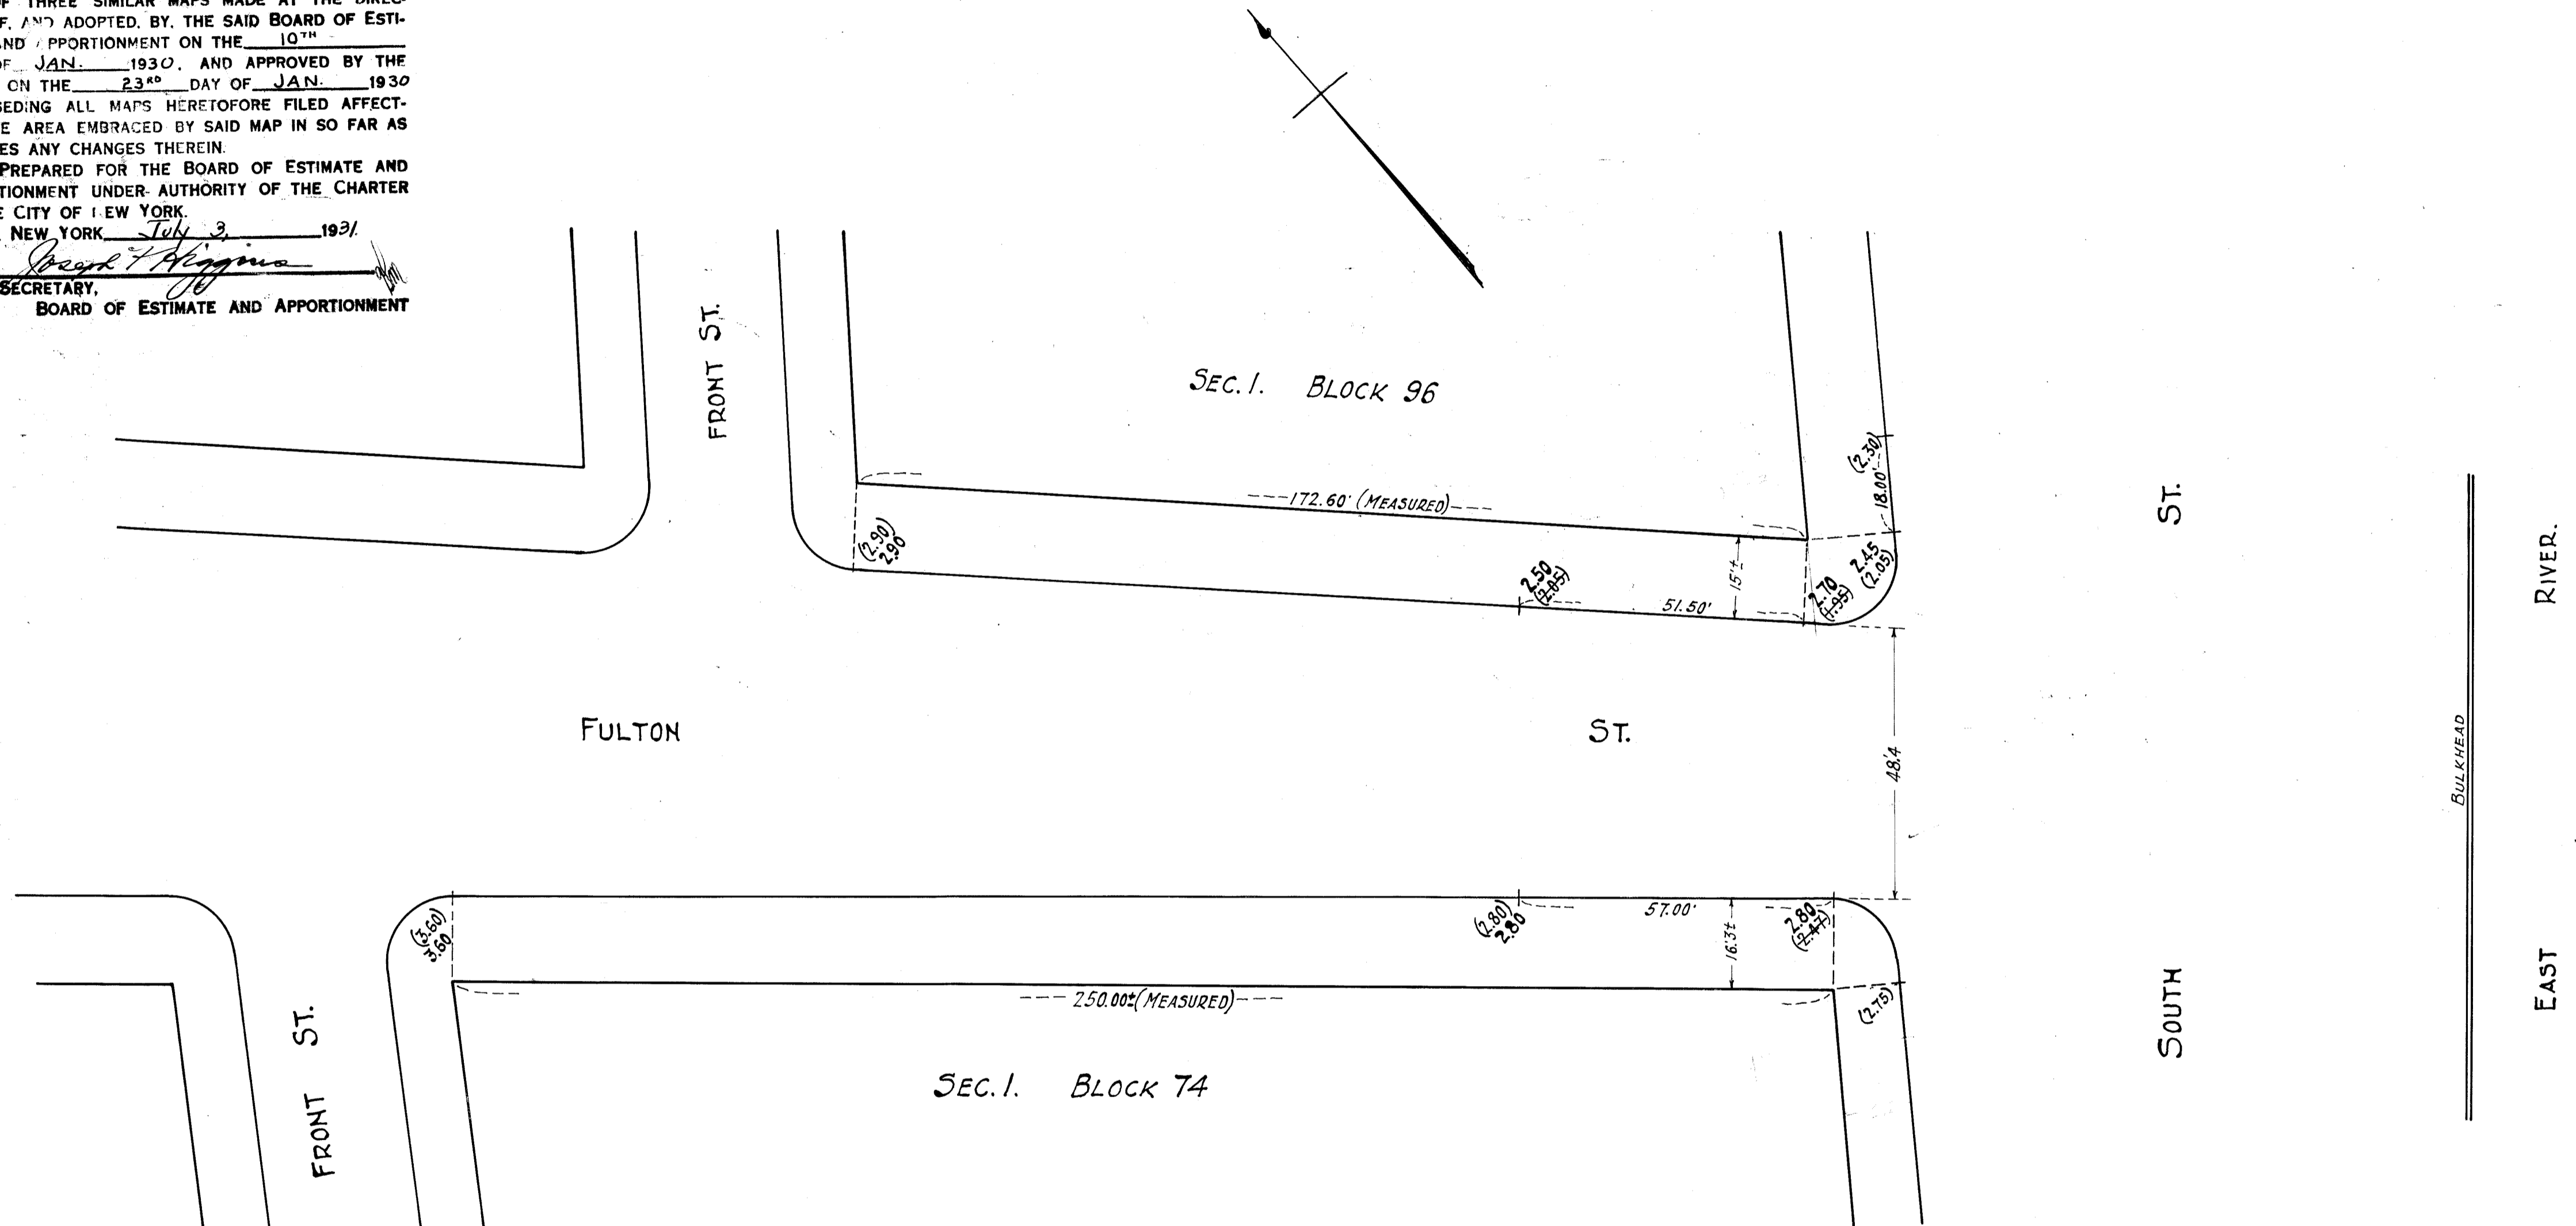 THREE SIMILAR MAPS MADE AT THE DIREC-
AND ADOPTED, BY, THE SAID BOARD OF ESTI-
AND APPORTIONMENT ON THE 10TH
OF JAN. 1930, AND APPROVED BY THE
ON THE 23RD DAY OF JAN. 1930
SEDING ALL MAPS HERETOFORE FILED AFFECT-
E AREA EMBRACED BY SAID MAP IN SO FAR AS
ES ANY CHANGES THEREIN.
PREPARED FOR THE BOARD OF ESTIMATE AND
TIONMENT UNDER AUTHORITY OF THE CHARTER
E CITY OF NEW YORK.
NEW YORK July 3, 1931.
Joseph F Higgins
SECRETARY,
BOARD OF ESTIMATE AND APPORTIONMENT
FRONT ST.
SEC. 1. BLOCK 96
172.60' (MEASURED)
(2.30)
18.00'
(2.90)
2.90
2.50
(2.05)
51.50'
15'±
2.70
(1.95)
2.45
(2.05)
FULTON ST.
48'.4
(3.60)
3.60
(2.80)
2.80
57.00'
16.3±
2.80
(2.47)
(2.75)
250.00±(MEASURED)
SEC. 1. BLOCK 74
FRONT ST.
SOUTH ST.
BULKHEAD
EAST RIVER.